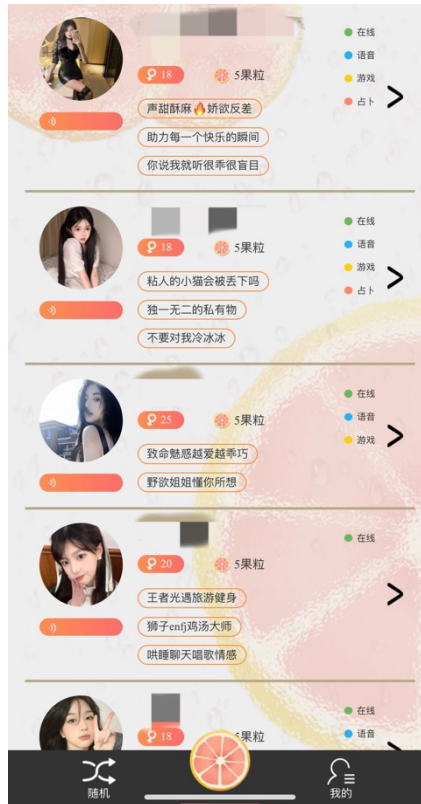 在线
语音
♀ 18
5果粒
游戏
占卜
声甜酥麻🔥娇欲反差
助力每一个快乐的瞬间
你说我就听很乖很盲目
在线
语音
♀ 18
5果粒
游戏
占卜
粘人的小猫会被丢下吗
独一无二的私有物
不要对我冷冰冰
在线
语音
♀ 25
5果粒
游戏
致命魅惑越爱越乖巧
野欲姐姐懂你所想
在线
♀ 20
5果粒
王者光遇旅游健身
狮子enfj鸡汤大师
哄睡聊天唱歌情感
在线
语音
♀ 18
果粒
随机
我的